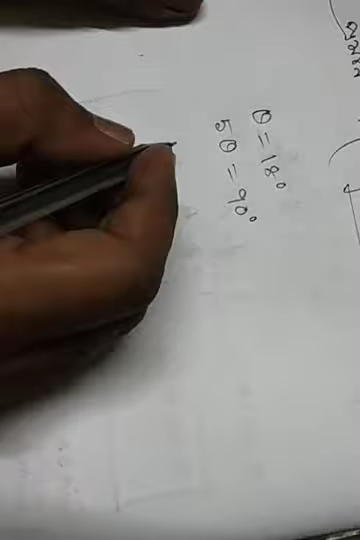 θ = 18°
5θ = 90°